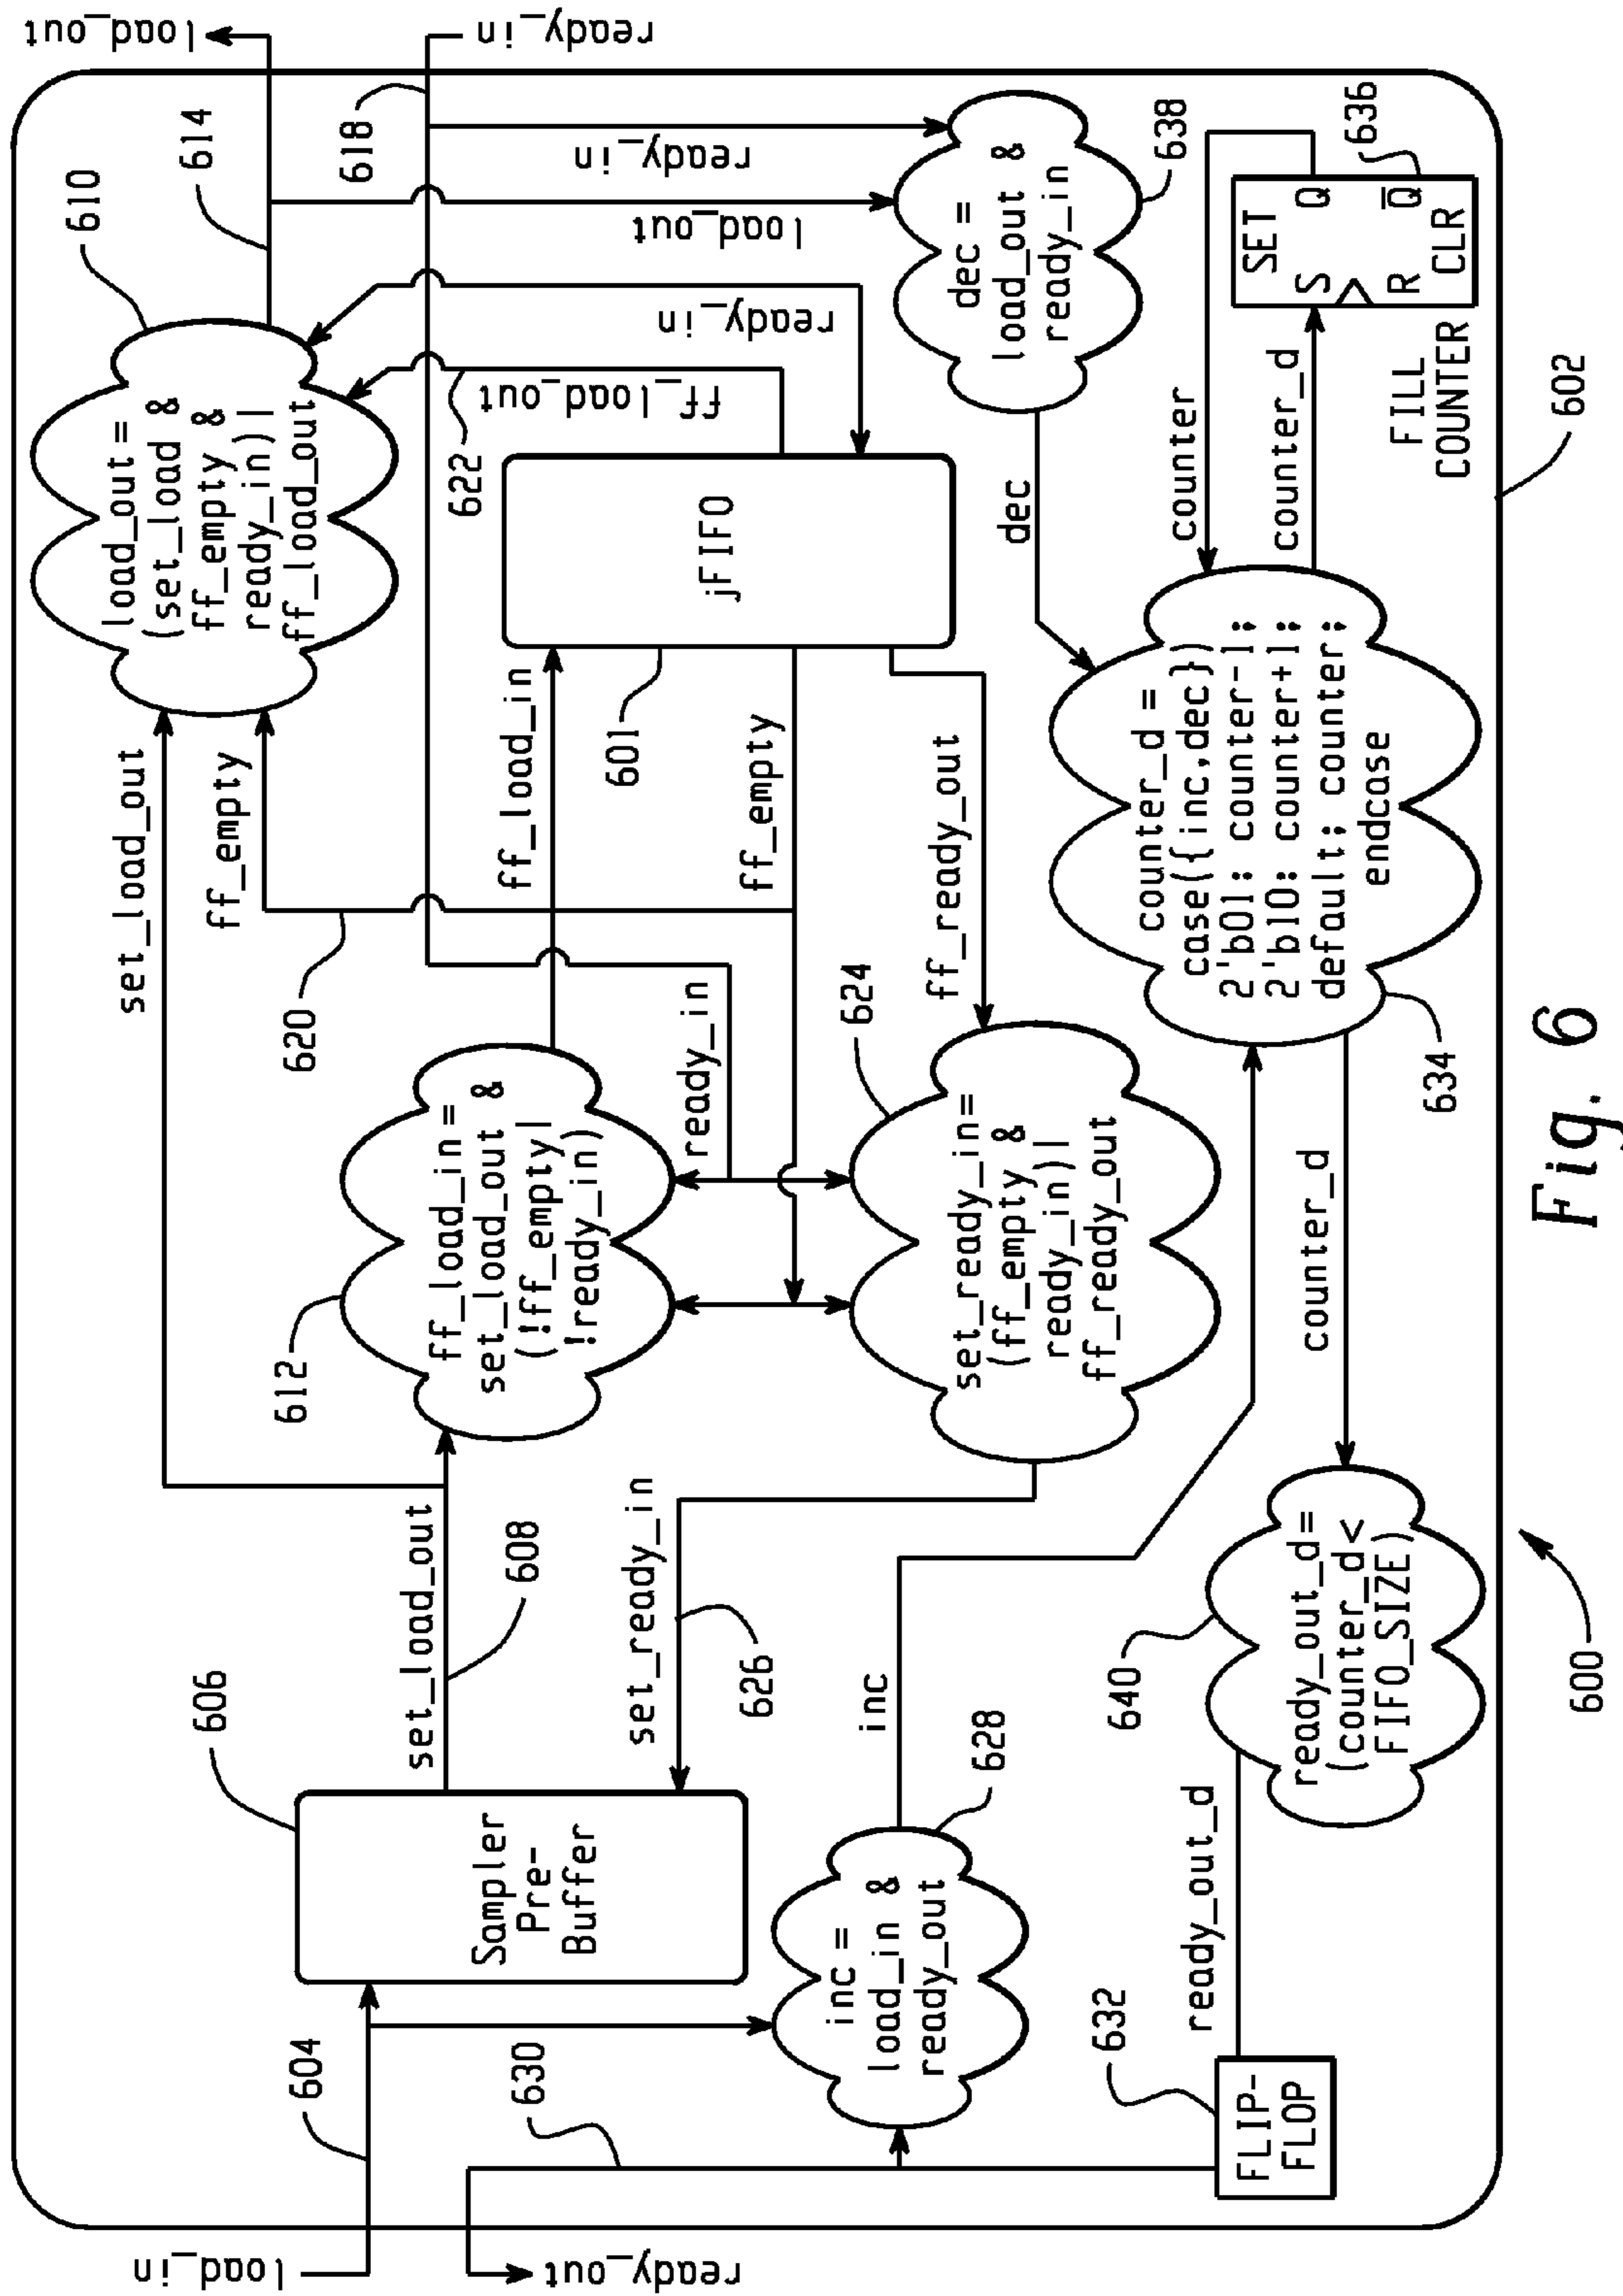 load_in
ready_out
604
630
606
Sampler
Pre-
Buffer
set_load_out
608
set_ready_in
626
inc =
load_in &
ready_out
628
inc
632
FLIP-
FLOP
ready_out_d
640
ready_out_d=
(counter_d<
FIFO_SIZE)
counter_d
612
ff_load_in=
set_load_out &
(!ff_empty|
!ready_in)
620
set_load_out
ff_empty
ready_in
624
set_ready_in=
(ff_empty &
ready_in)|
ff_ready_out
ff_load_in
601
jFIFO
ff_empty
ff_ready_out
634
counter_d =
case({inc,dec})
2'b01: counter-1;
2'b10: counter+1;
default; counter;
endcase
610
load_out=
(set_load &
ff_empty &
ready_in)|
ff_load_out
614
618
622
ff_load_out
ready_in
load_out
ready_in
load_out
ready_in
dec =
load_out &
ready_in
638
dec
counter
counter_d
SET
S Q
R Q
CLR
636
FILL
COUNTER
602
600
Fig. 6